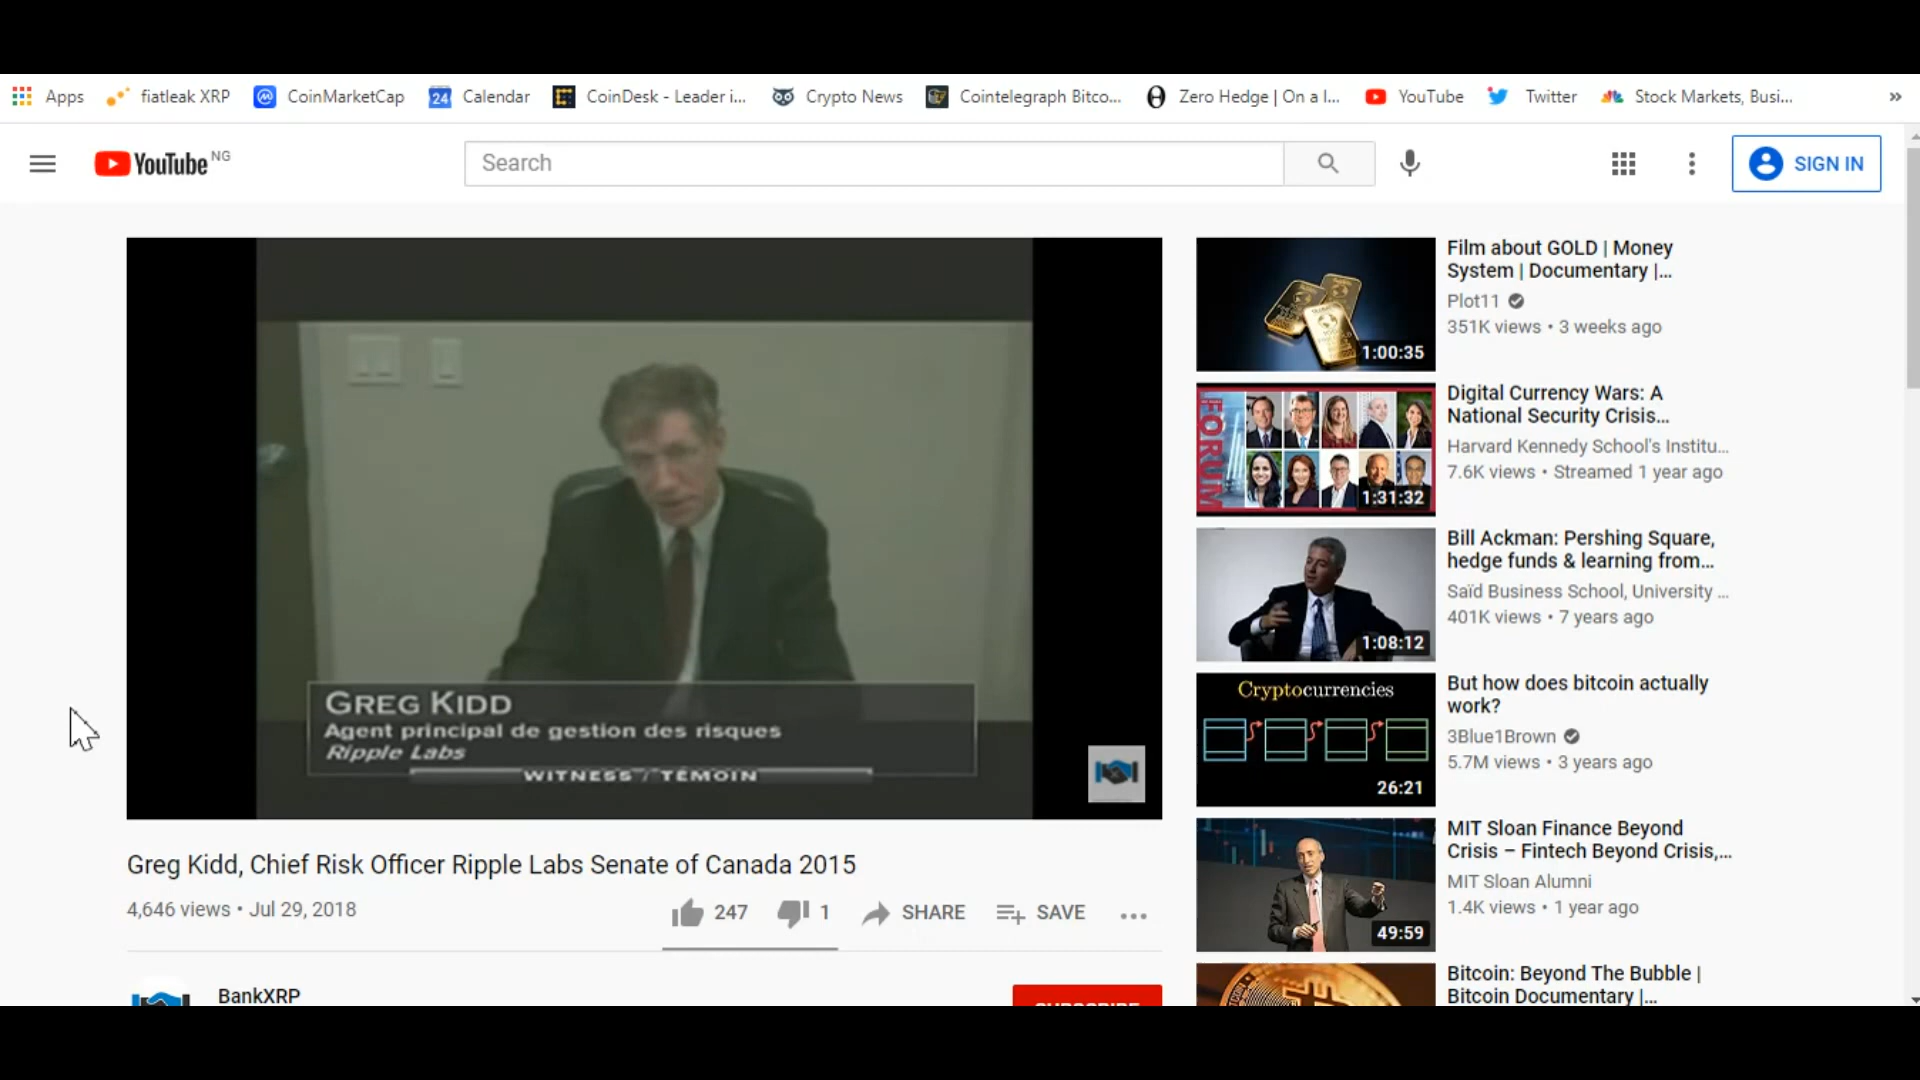 Apps fiatleak XRP CoinMarketCap 24 Calendar CoinDesk - Leader i... Crypto News Cointelegraph Bitco... Zero Hedge | On a l... YouTube Twitter Stock Markets, Busi... »
YouTube NG Search SIGN IN
GREG KIDD
Agent principal de gestion des risques
Ripple Labs
WITNESS / TÉMOIN
Greg Kidd, Chief Risk Officer Ripple Labs Senate of Canada 2015
4,646 views • Jul 29, 2018
247 1 SHARE SAVE
BankXRP
SUBSCRIBE
1:00:35
Film about GOLD | Money
System | Documentary |...
Plot11
351K views • 3 weeks ago
FORUM
1:31:32
Digital Currency Wars: A
National Security Crisis...
Harvard Kennedy School's Institu...
7.6K views • Streamed 1 year ago
1:08:12
Bill Ackman: Pershing Square,
hedge funds & learning from...
Saïd Business School, University ...
401K views • 7 years ago
Cryptocurrencies
26:21
But how does bitcoin actually
work?
3Blue1Brown
5.7M views • 3 years ago
49:59
MIT Sloan Finance Beyond
Crisis – Fintech Beyond Crisis,...
MIT Sloan Alumni
1.4K views • 1 year ago
Bitcoin: Beyond The Bubble |
Bitcoin Documentary |...